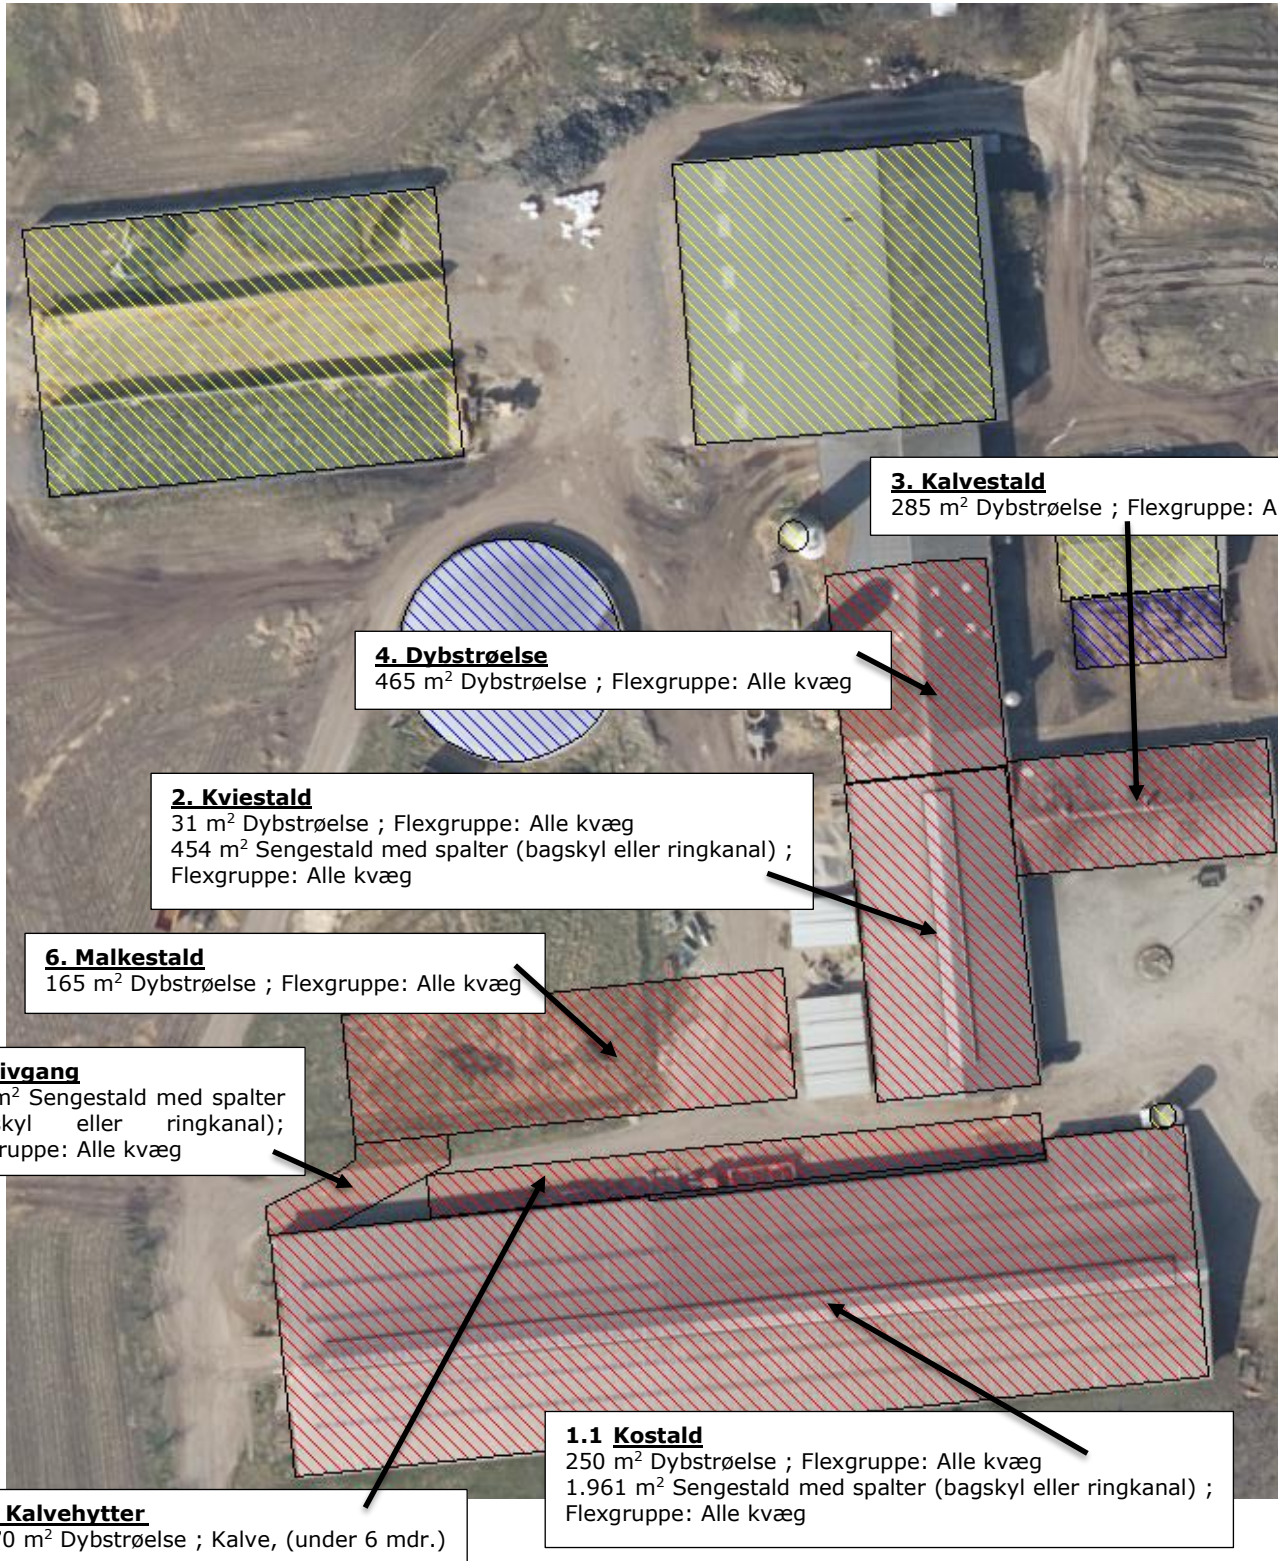 3. Kalvestald
285 m² Dybstrøelse ; Flexgruppe: A
4. Dybstrøelse
465 m² Dybstrøelse ; Flexgruppe: Alle kvæg
2. Kviestald
31 m² Dybstrøelse ; Flexgruppe: Alle kvæg
454 m² Sengestald med spalter (bagskyl eller ringkanal) ;
Flexgruppe: Alle kvæg
6. Malkestald
165 m² Dybstrøelse ; Flexgruppe: Alle kvæg
ivgang
m² Sengestald med spalter
kyl eller ringkanal);
ruppe: Alle kvæg
1.1 Kostald
250 m² Dybstrøelse ; Flexgruppe: Alle kvæg
1.961 m² Sengestald med spalter (bagskyl eller ringkanal) ;
Flexgruppe: Alle kvæg
Kalvehytter
0 m² Dybstrøelse ; Kalve, (under 6 mdr.)